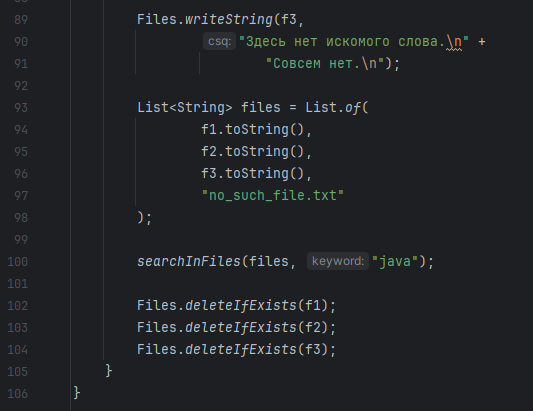 89 Files.writeString(f3,
90 csq: "Здесь нет искомого слова.\n" +
91 "Совсем нет.\n");
92
93 List<String> files = List.of(
94 f1.toString(),
95 f2.toString(),
96 f3.toString(),
97 "no_such_file.txt"
98 );
99
100 searchInFiles(files, keyword: "java");
101
102 Files.deleteIfExists(f1);
103 Files.deleteIfExists(f2);
104 Files.deleteIfExists(f3);
105 }
106 }